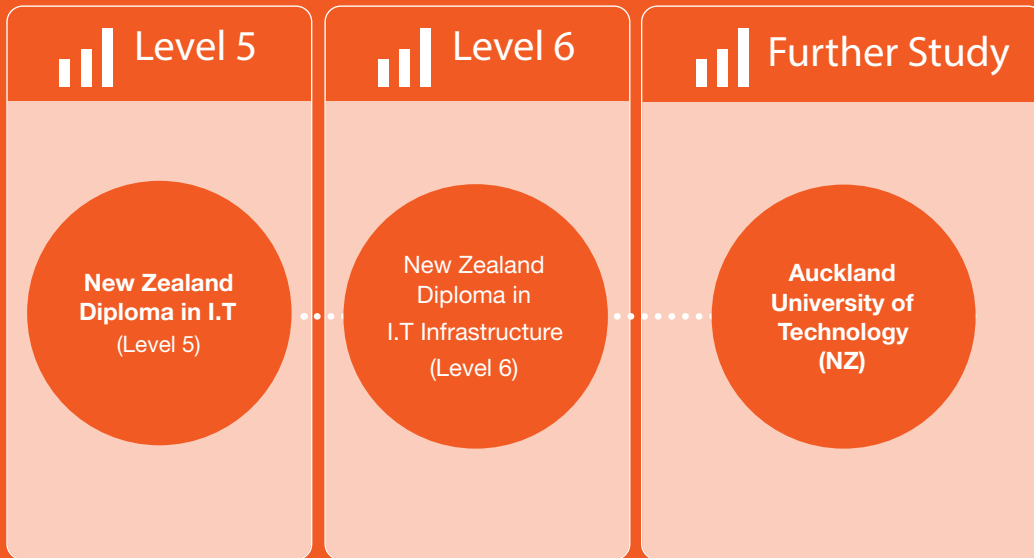 Level 5
New Zealand
Diploma in I.T
(Level 5)
Level 6
New Zealand
Diploma in
I.T Infrastructure
(Level 6)
Further Study
Auckland
University of
Technology
(NZ)